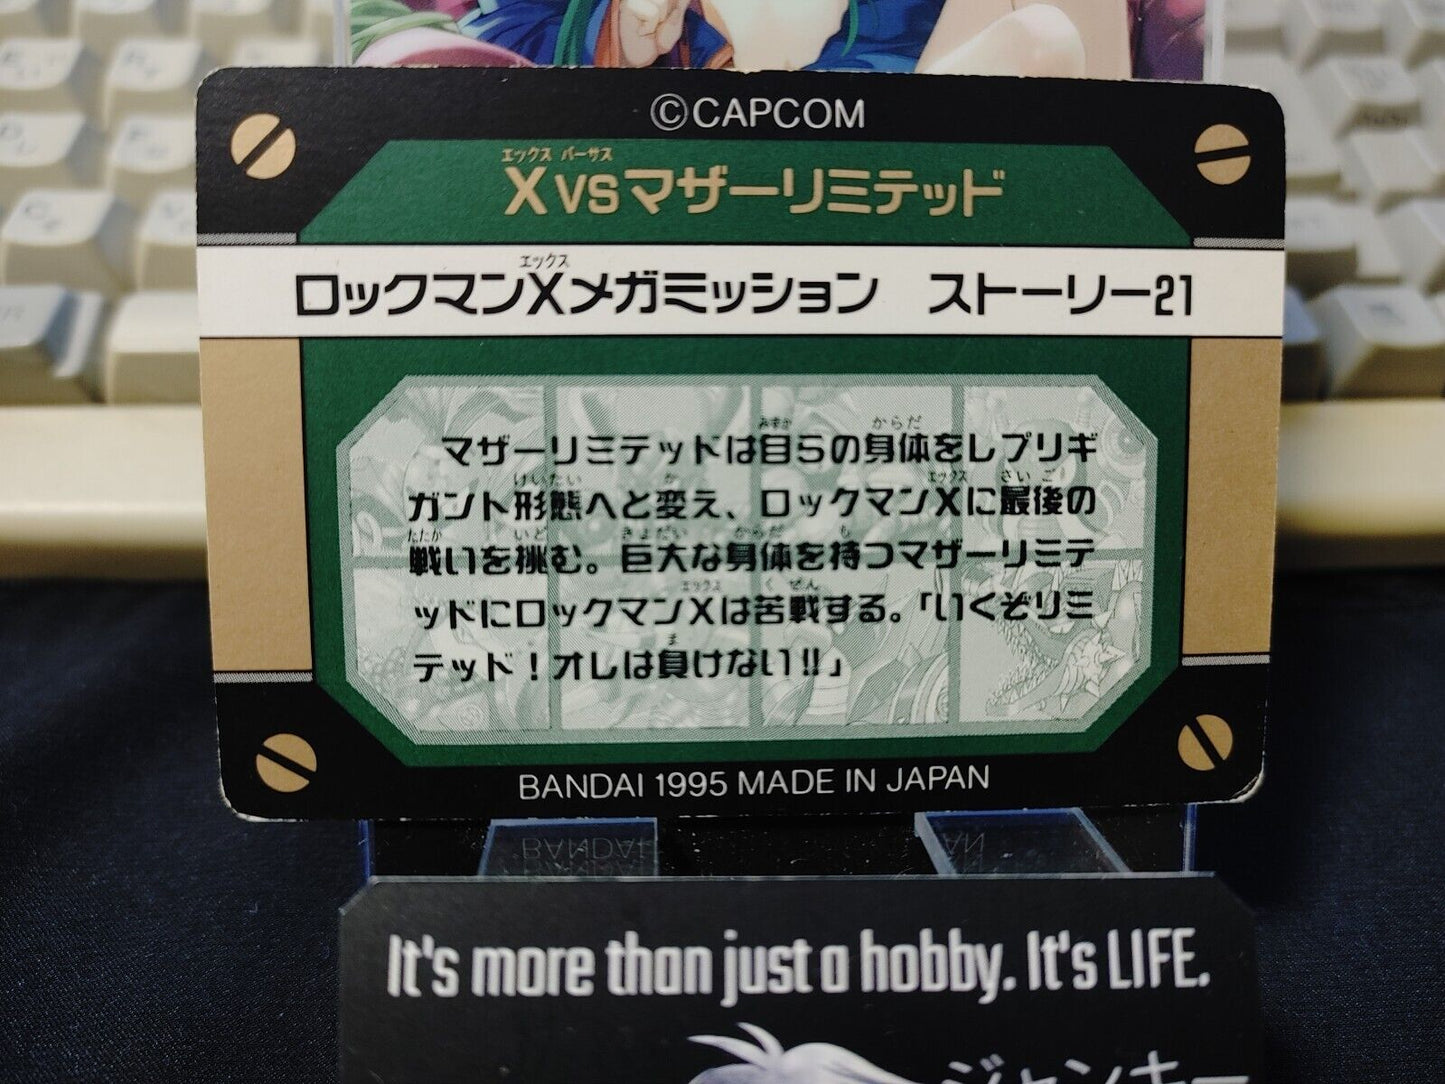 ©CAPCOM
エックス バーサス
X VS マザーリミテッド
エックス
ロックマンXメガミッション ストーリー21
みずか からだ
マザーリミテッドは自らの身体をレプリギ
けいたい か エックス さいご
ガント形態へと変え、ロックマンXに最後の
たたか いど きょだい からだ も
戦いを挑む。巨大な身体を持つマザーリミテ
エックス くせん
ッドにロックマンXは苦戦する。「いくぞリミ
ま
テッド！オレは負けない!!」
BANDAI 1995 MADE IN JAPAN
BANDAI
It's more than just a hobby. It's LIFE.
ジャンキー